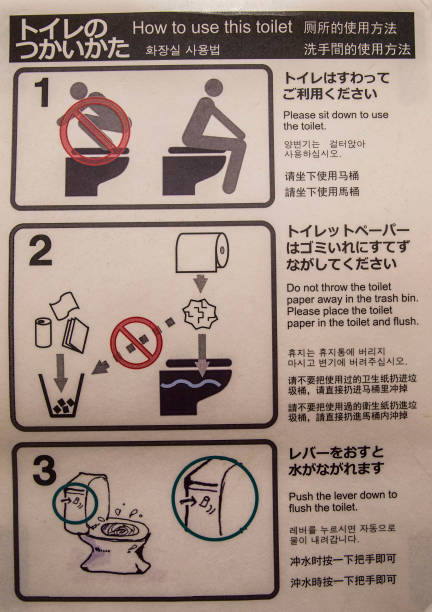 トイレの
つかいかた
How to use this toilet
厕所的使用方法
화장실 사용법
洗手間的使用方法
1
トイレはすわって
ご利用ください
Please sit down to use
the toilet.
양변기는 걸터앉아
사용하십시오.
请坐下使用马桶
請坐下使用馬桶
2
トイレットペーパー
はゴミいれにすてず
ながしてください
Do not throw the toilet
paper away in the trash bin.
Please place the toilet
paper in the toilet and flush.
휴지는 휴지통에 버리지
마시고 변기에 버려주십시오.
请不要把使用过的卫生纸扔进垃
圾桶，请直接扔进马桶里冲掉
請不要把使用過的衛生紙扔進垃
圾桶，請直接扔進馬桶內沖掉
3
レバーをおすと
水がながれます
Push the lever down to
flush the toilet.
레버를 누르시면 자동으로
물이 내려갑니다.
冲水时按一下把手即可
沖水時按一下把手即可